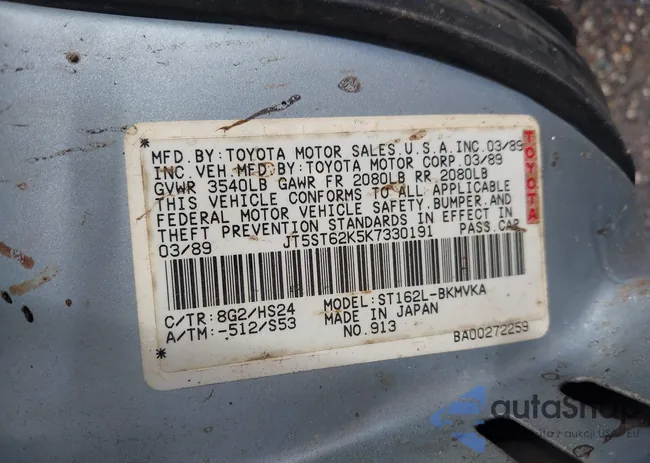 *MFD. BY: TOYOTA MOTOR SALES, U.S.A. INC. 03/89
INC. VEH MFD. BY: TOYOTA MOTOR CORP. 03/89
GVWR 3540LB GAWR FR 2080LB RR 2080LB
THIS VEHICLE CONFORMS TO ALL APPLICABLE
FEDERAL MOTOR VEHICLE SAFETY, BUMPER, AND
THEFT PREVENTION STANDARDS IN EFFECT IN
03/89 JT5ST62K5K7330191 PASS. CAR
C/TR: 8G2/HS24 MODEL: ST162L-BKMVKA
A/TM: -512/S53 MADE IN JAPAN
* NO. 913 BA00272259
TOYOTA
autoSnap